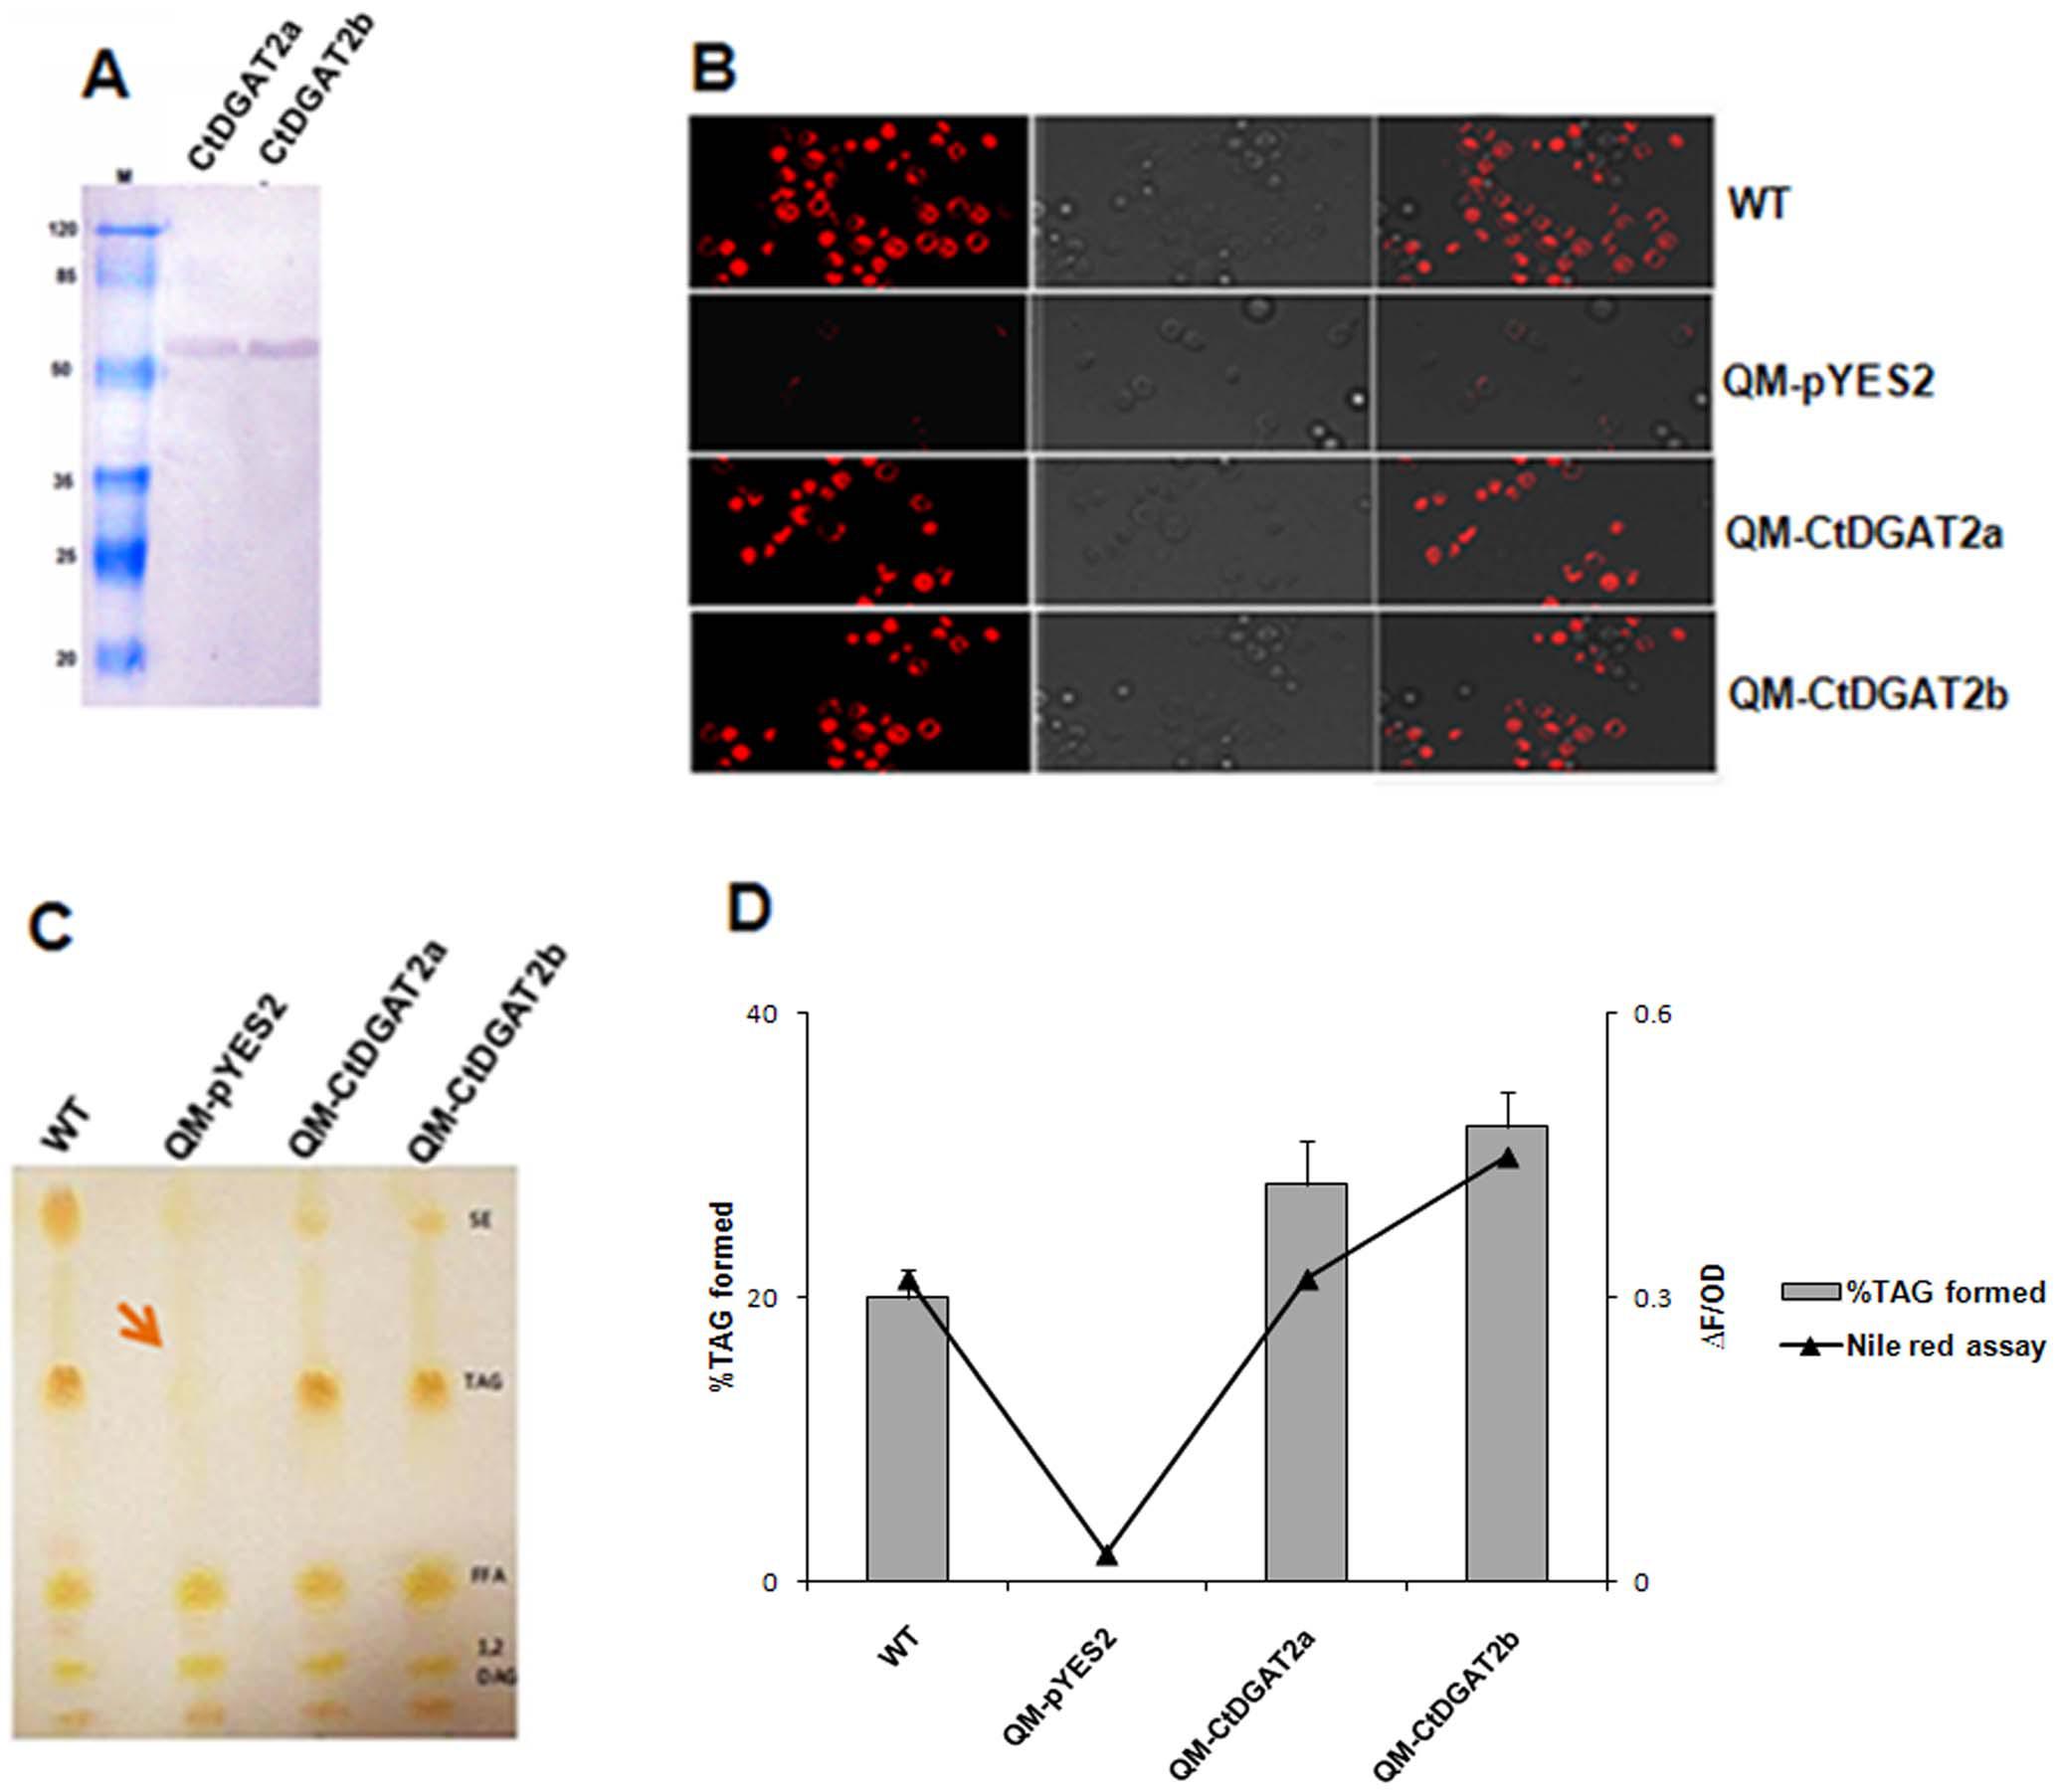 A
CtDGAT2a
CtDGAT2b
M
120
85
50
35
25
20
B
WT
QM-pYES2
QM-CtDGAT2a
QM-CtDGAT2b
C
WT
QM-pYES2
QM-CtDGAT2a
QM-CtDGAT2b
SE
TAG
FFA
1,2
DAG
D
40
20
0
%TAG formed
0.6
0.3
0
ΔF/OD
%TAG formed
Nile red assay
WT
QM-pYES2
QM-CtDGAT2a
QM-CtDGAT2b